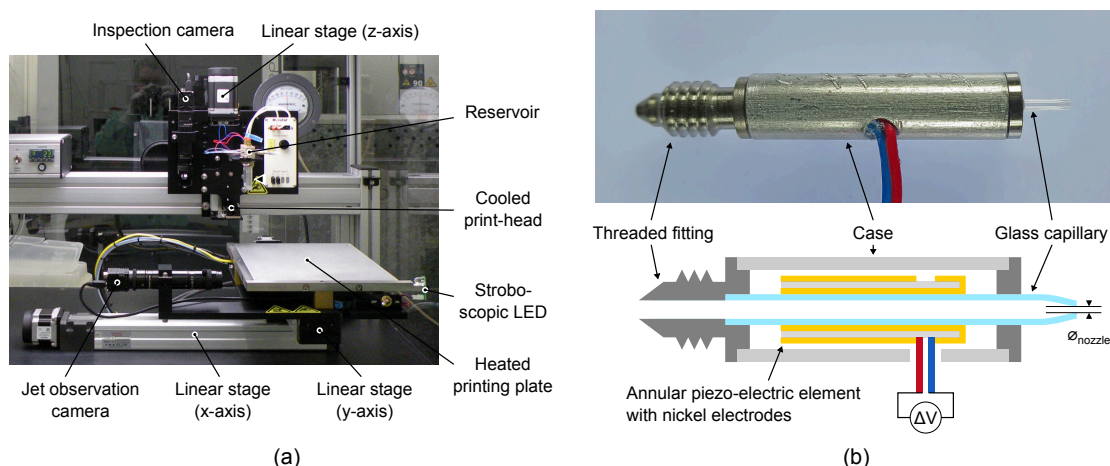 Inspection camera
Linear stage (z-axis)
Reservoir
Cooled
print-head
Strobo-
scopic LED
Heated
printing plate
Jet observation
camera
Linear stage
(x-axis)
Linear stage
(y-axis)
(a)
Threaded fitting
Case
Glass capillary
⌀nozzle
Annular piezo-electric element
with nickel electrodes
ΔV
(b)